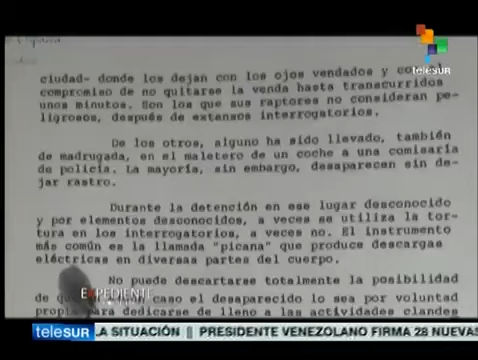 España
telesur
ciudad- donde los dejan con los ojos vendados y con el
compromiso de no quitarse la venda hasta transcurridos
unos minutos. Son los que sus raptores no consideran pe-
ligrosos, después de extensos interrogatorios.
De los otros, alguno ha sido llevado, también
de madrugada, en el maletero de un coche a una comisaría
de policía. La mayoría, sin embargo, desaparecen sin de-
jar rastro.
Durante la detención en ese lugar desconocido
y por elementos desconocidos, a veces se utiliza la tor-
tura en los interrogatorios, a veces no. El instrumento
más común es la llamada "picana" que produce descargas
eléctricas en diversas partes del cuerpo.
No puede descartarse totalmente la posibilidad
de que caso el desaparecido lo sea por voluntad
propia para dedicarse de lleno a las actividades clandes
EXPEDIENTE
telesur LA SITUACIÓN | PRESIDENTE VENEZOLANO FIRMA 28 NUEVAS